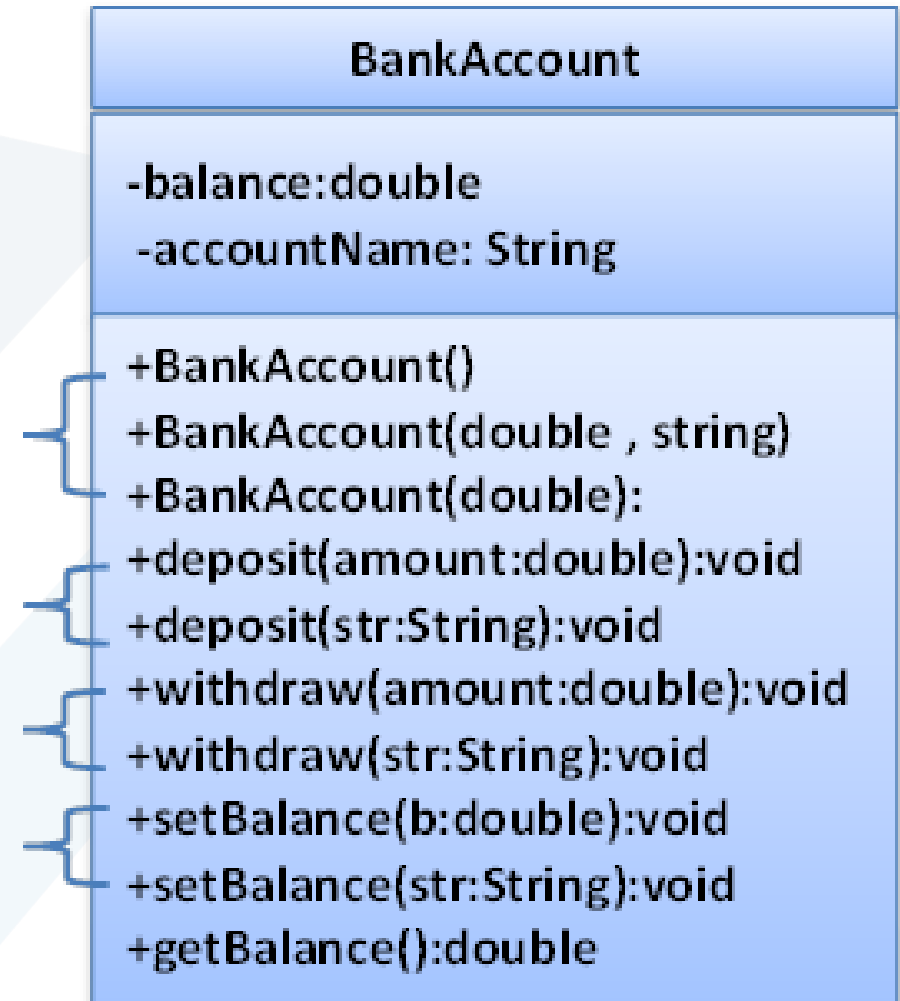 BankAccount
-balance:double
-accountName: String
+BankAccount()
+BankAccount(double , string)
+BankAccount(double):
+deposit(amount:double):void
+deposit(str:String):void
+withdraw(amount:double):void
+withdraw(str:String):void
+setBalance(b:double):void
+setBalance(str:String):void
+getBalance():double